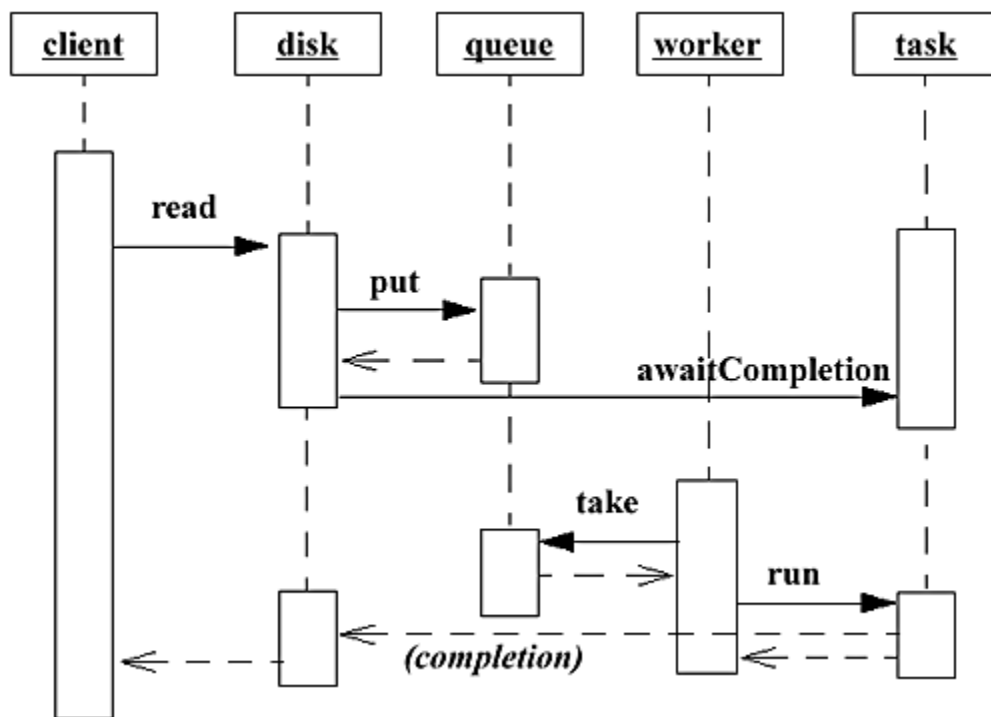 client
disk
queue
worker
task
read
put
awaitCompletion
take
run
(completion)